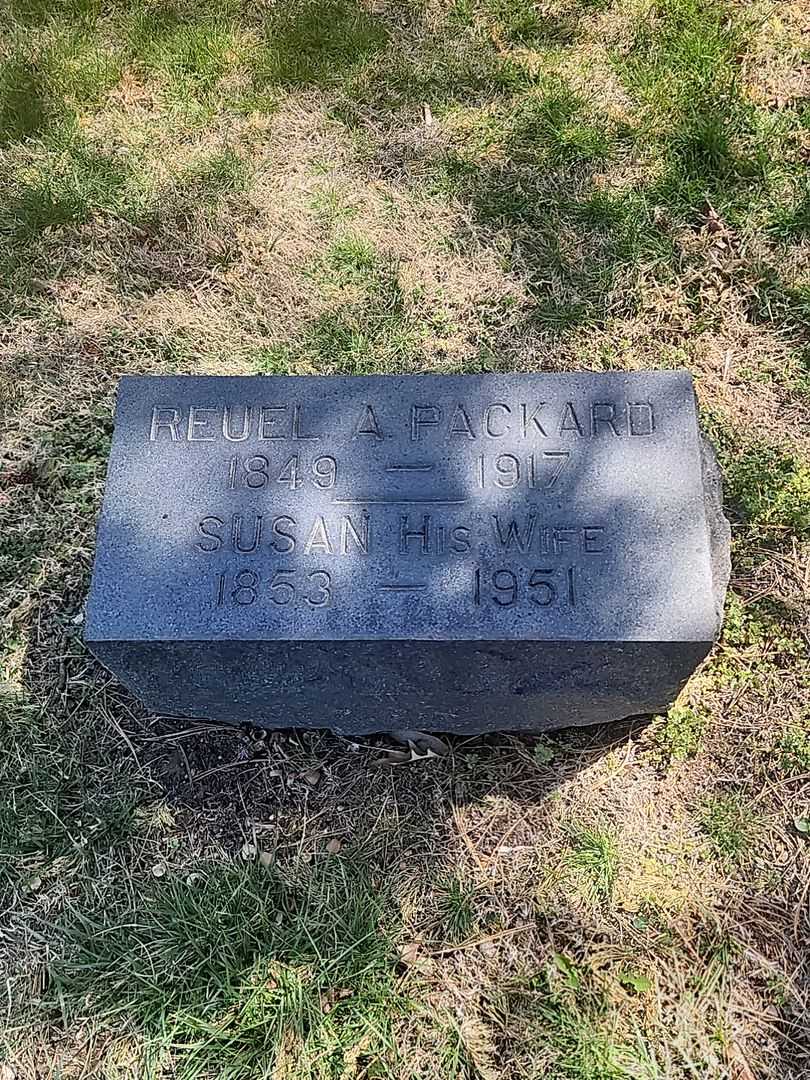 REUEL A. PACKARD
1849 — 1917
SUSAN HIS WIFE
1853 — 1951